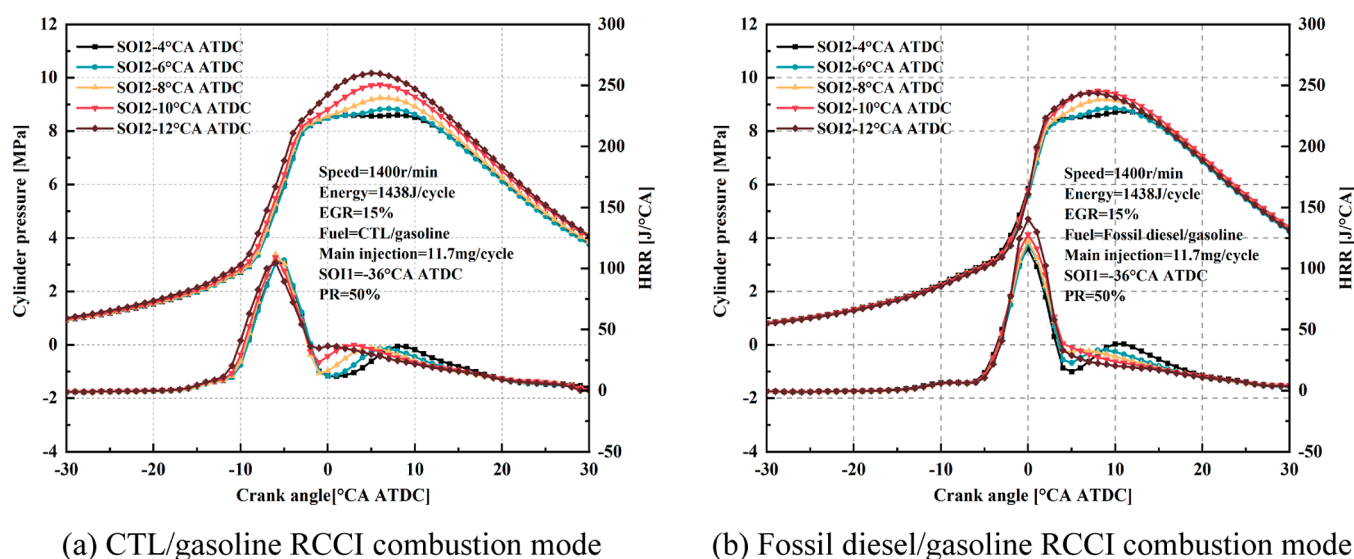 12
10
8
6
4
2
0
-2
-4
Cylinder pressure [MPa]
SOI2-4°CA ATDC
SOI2-6°CA ATDC
SOI2-8°CA ATDC
SOI2-10°CA ATDC
SOI2-12°CA ATDC
Speed=1400r/min
Energy=1438J/cycle
EGR=15%
Fuel=CTL/gasoline
Main injection=11.7mg/cycle
SOI1=-36°CA ATDC
PR=50%
300
250
200
150
100
50
0
-50
HRR [J/°CA]
-30 -20 -10 0 10 20 30
Crank angle[°CA ATDC]
(a) CTL/gasoline RCCI combustion mode
12
10
8
6
4
2
0
-2
-4
Cylinder pressure [MPa]
SOI2-4°CA ATDC
SOI2-6°CA ATDC
SOI2-8°CA ATDC
SOI2-10°CA ATDC
SOI2-12°CA ATDC
Speed=1400r/min
Energy=1438J/cycle
EGR=15%
Fuel=Fossil diesel/gasoline
Main injection=11.7mg/cycle
SOI1=-36°CA ATDC
PR=50%
300
250
200
150
100
50
0
-50
HRR [J/°CA]
-30 -20 -10 0 10 20 30
Crank angle [°CA ATDC]
(b) Fossil diesel/gasoline RCCI combustion mode